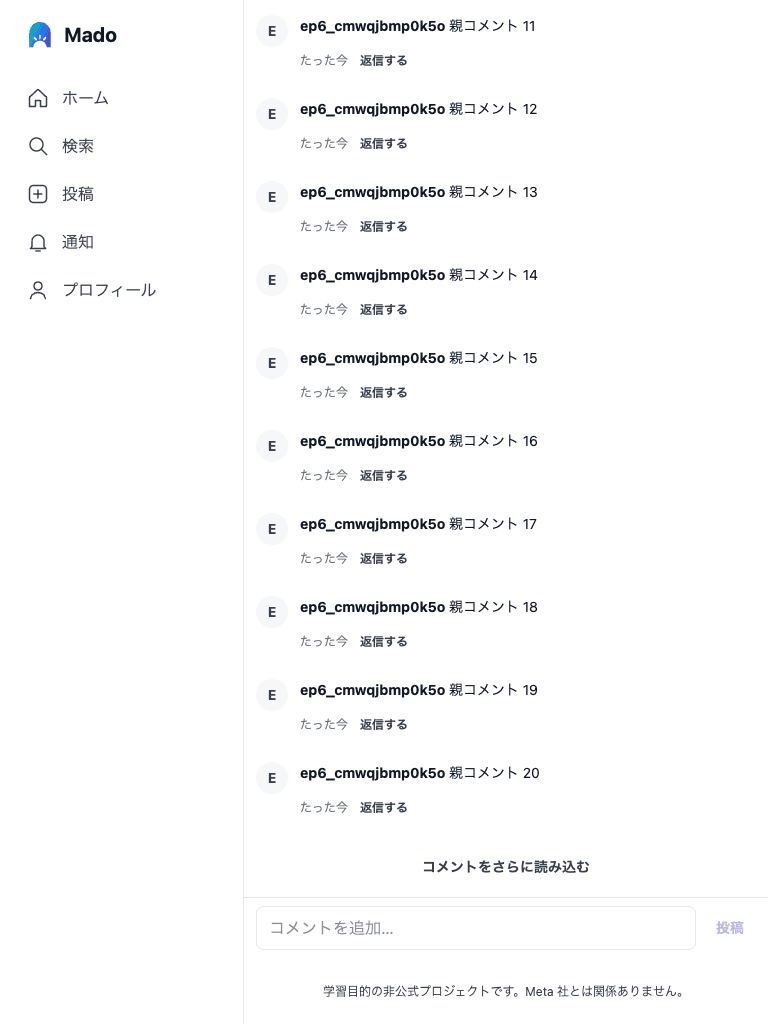 Mado
ホーム
検索
投稿
通知
プロフィール
E
ep6_cmwqjbmp0k5o 親コメント 11
たった今 返信する
E
ep6_cmwqjbmp0k5o 親コメント 12
たった今 返信する
E
ep6_cmwqjbmp0k5o 親コメント 13
たった今 返信する
E
ep6_cmwqjbmp0k5o 親コメント 14
たった今 返信する
E
ep6_cmwqjbmp0k5o 親コメント 15
たった今 返信する
E
ep6_cmwqjbmp0k5o 親コメント 16
たった今 返信する
E
ep6_cmwqjbmp0k5o 親コメント 17
たった今 返信する
E
ep6_cmwqjbmp0k5o 親コメント 18
たった今 返信する
E
ep6_cmwqjbmp0k5o 親コメント 19
たった今 返信する
E
ep6_cmwqjbmp0k5o 親コメント 20
たった今 返信する
コメントをさらに読み込む
コメントを追加... 投稿
学習目的の非公式プロジェクトです。Meta 社とは関係ありません。